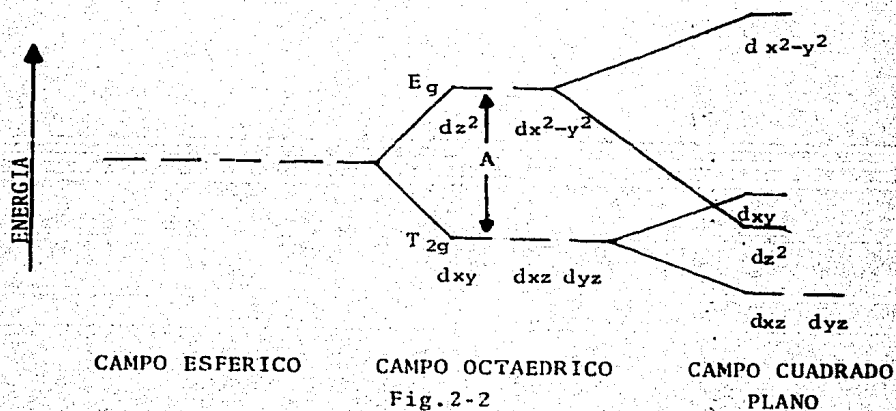 ENERGIA
d x²-y²
Eg
dz² dx²-y²
A
dxy
T2g
dz²
dxy dxz dyz
dxz dyz
CAMPO ESFERICO CAMPO OCTAEDRICO CAMPO CUADRADO
Fig.2-2 PLANO